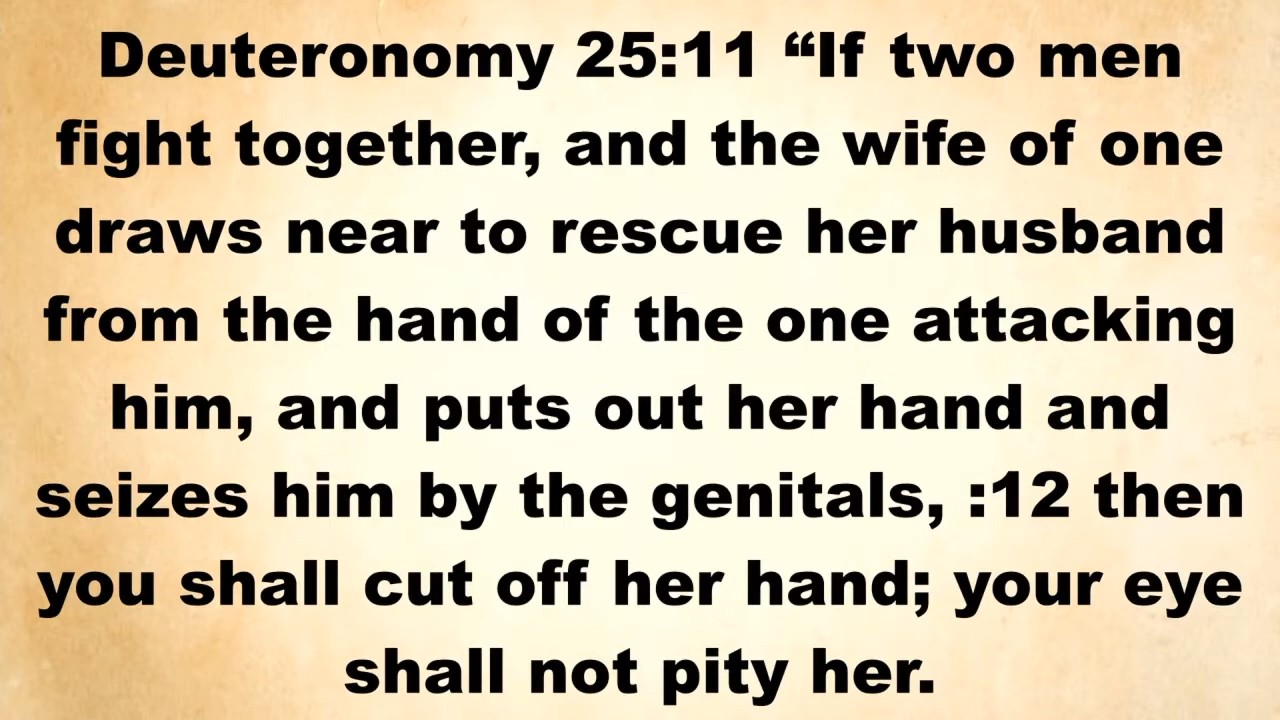 Deuteronomy 25:11 “If two men
fight together, and the wife of one
draws near to rescue her husband
from the hand of the one attacking
him, and puts out her hand and
seizes him by the genitals, :12 then
you shall cut off her hand; your eye
shall not pity her.